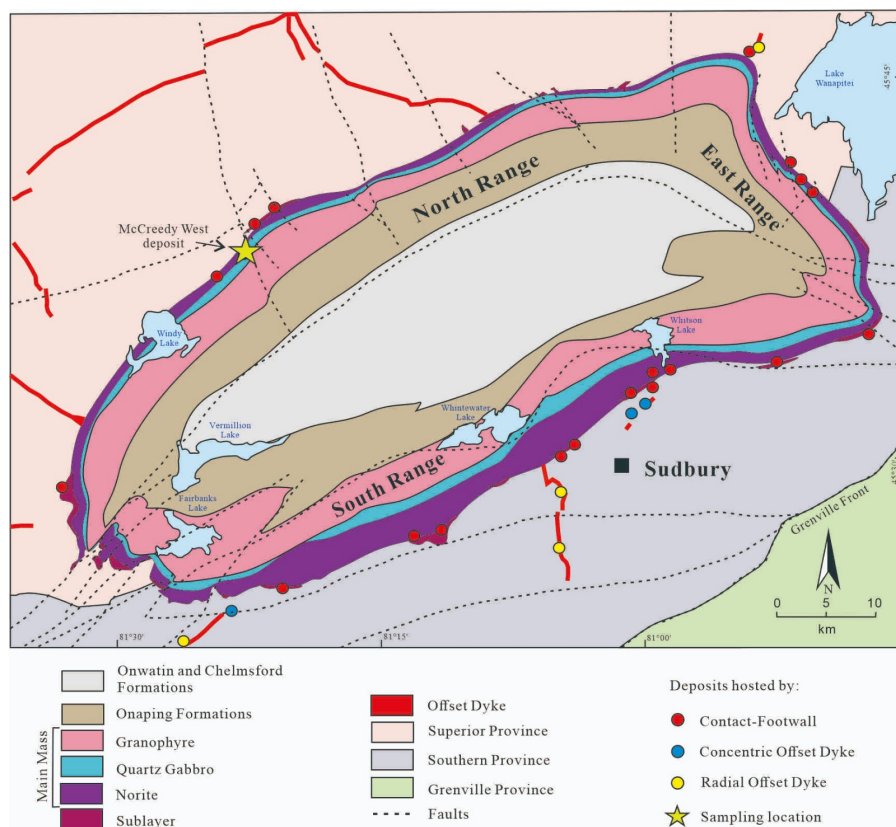 Lake
Wanapitei
45°45'
North Range
East Range
McCreedy West
deposit
Windy
Lake
Whitson
Lake
Whintewater
Lake
Vermillion
Lake
South Range
Sudbury
Fairbanks
Lake
45°30'
Grenville Front
N
0 5 10
km
81°30'
81°15'
81°00'
Onwatin and Chelmsford
Formations
Onaping Formations
Main Mass
Granophyre
Quartz Gabbro
Norite
Sublayer
Offset Dyke
Superior Province
Southern Province
Grenville Province
Faults
Deposits hosted by:
Contact-Footwall
Concentric Offset Dyke
Radial Offset Dyke
Sampling location